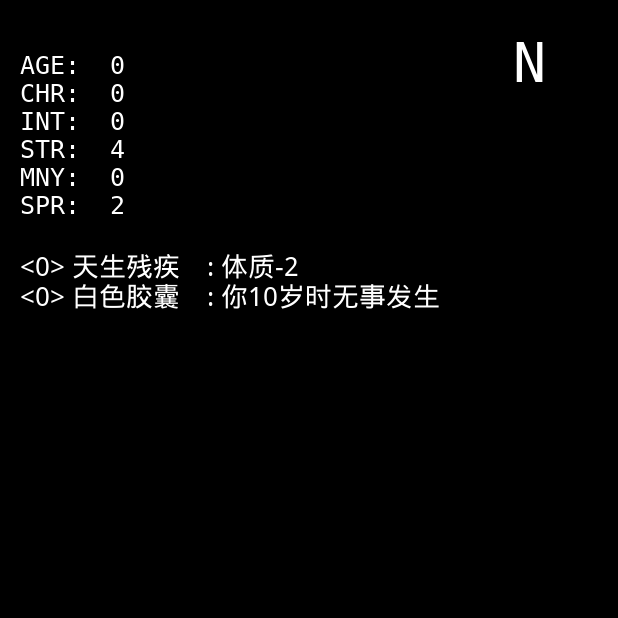 N
AGE: 0
CHR: 0
INT: 0
STR: 4
MNY: 0
SPR: 2
<0> 天生残疾 : 体质-2
<0> 白色胶囊 : 你10岁时无事发生